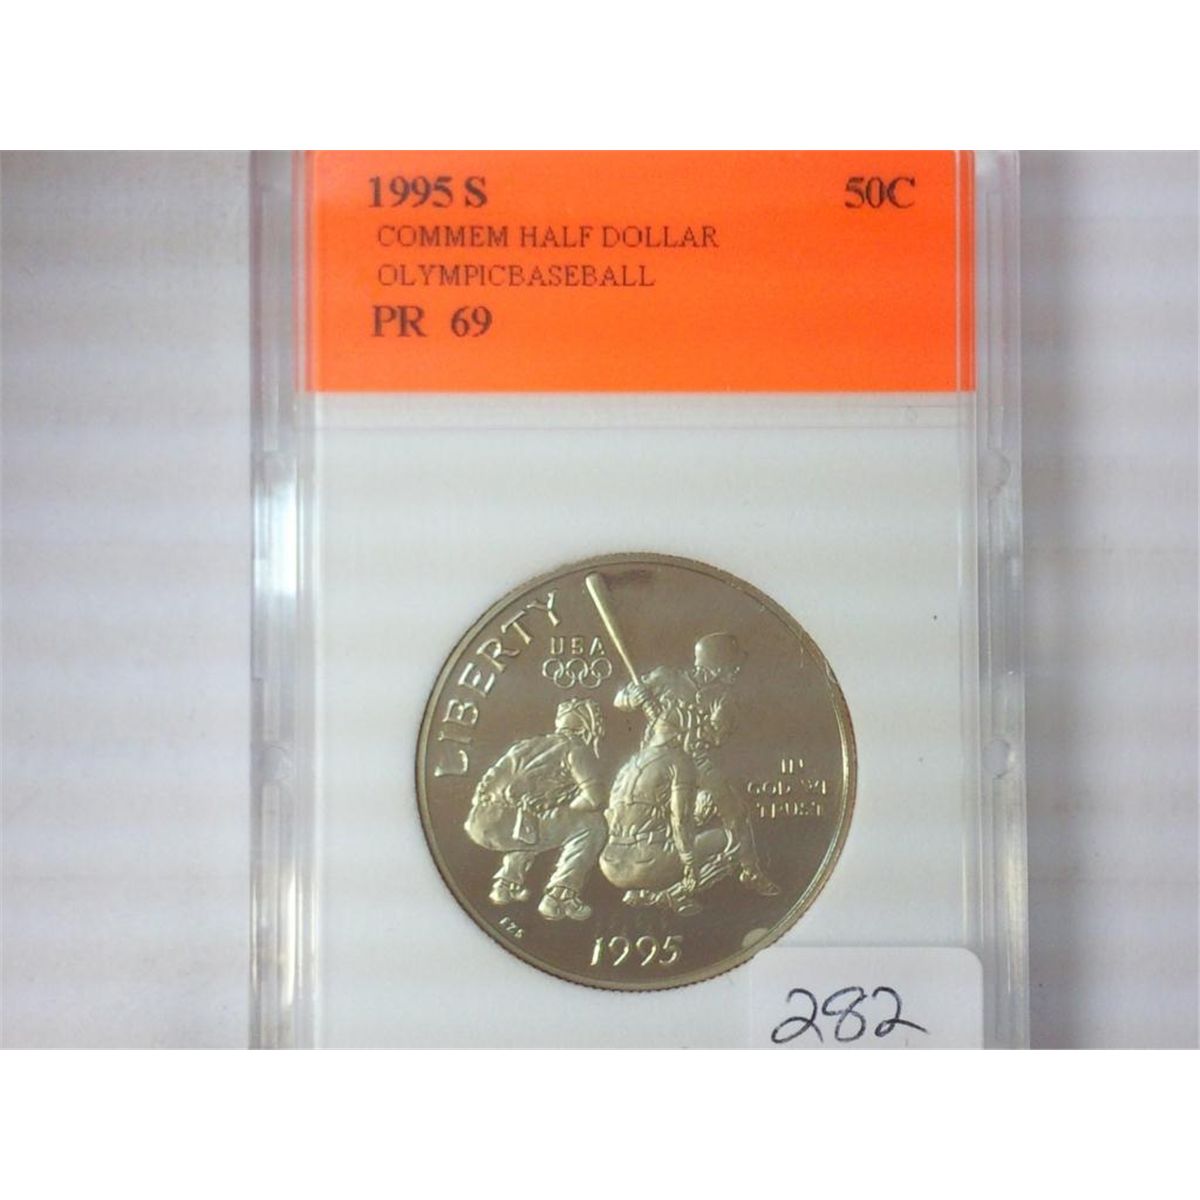 1995 S 50C
COMMEM HALF DOLLAR
OLYMPICBASEBALL
PR 69
LIBERTY
USA
IN
GOD WE
TRUST
1995
282